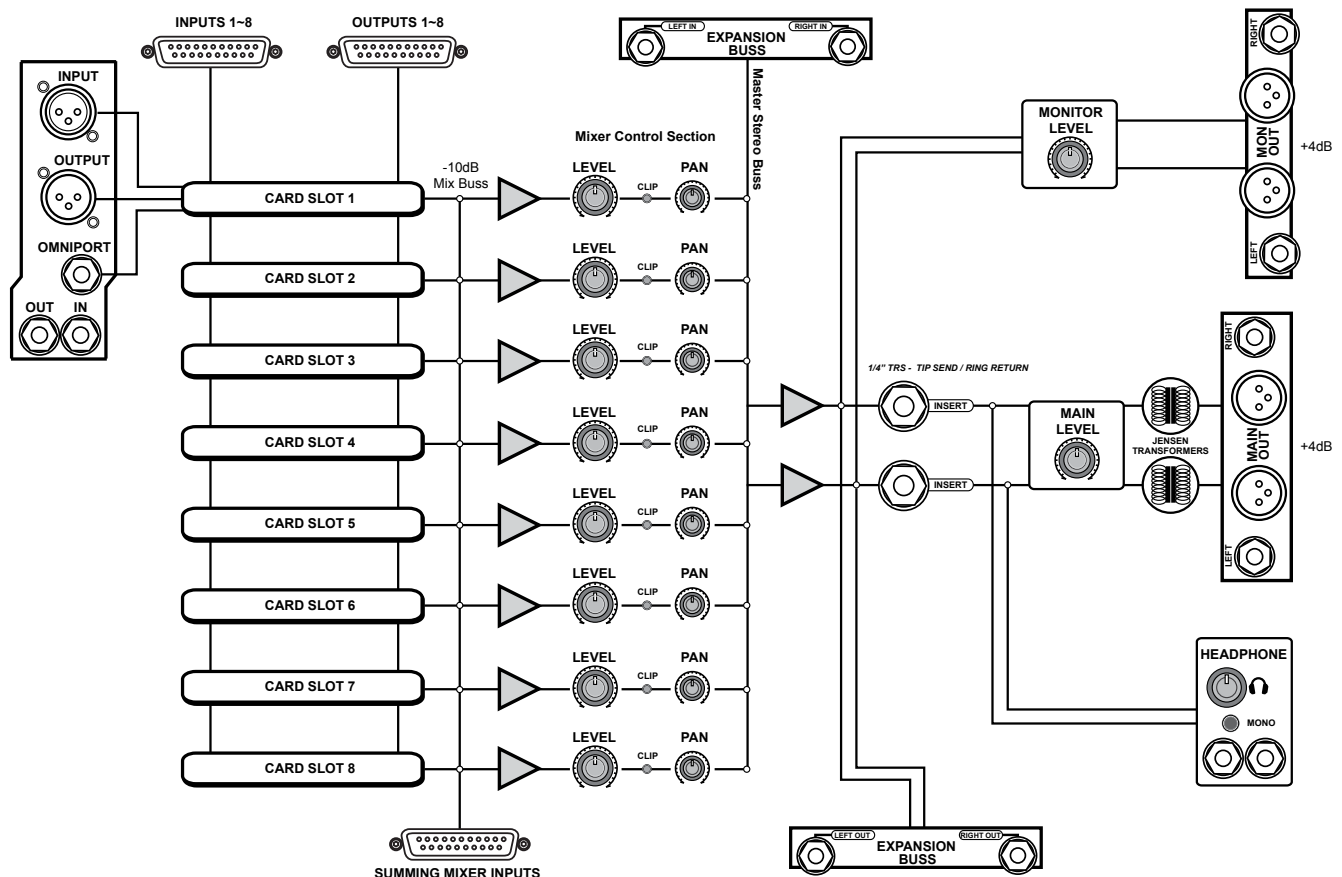 INPUTS 1~8
OUTPUTS 1~8
LEFT IN
RIGHT IN
EXPANSION
BUSS
Master Stereo Buss
INPUT
OUTPUT
OMNIPORT
OUT
IN
-10dB
Mix Buss
Mixer Control Section
CARD SLOT 1
LEVEL
CLIP
PAN
CARD SLOT 2
LEVEL
CLIP
PAN
CARD SLOT 3
LEVEL
CLIP
PAN
CARD SLOT 4
LEVEL
CLIP
PAN
CARD SLOT 5
LEVEL
CLIP
PAN
CARD SLOT 6
LEVEL
CLIP
PAN
CARD SLOT 7
LEVEL
CLIP
PAN
CARD SLOT 8
LEVEL
CLIP
PAN
SUMMING MIXER INPUTS
MONITOR
LEVEL
RIGHT
MON
OUT
LEFT
+4dB
1/4" TRS - TIP SEND / RING RETURN
INSERT
INSERT
MAIN
LEVEL
JENSEN
TRANSFORMERS
RIGHT
MAIN
OUT
LEFT
+4dB
HEADPHONE
MONO
LEFT OUT
RIGHT OUT
EXPANSION
BUSS